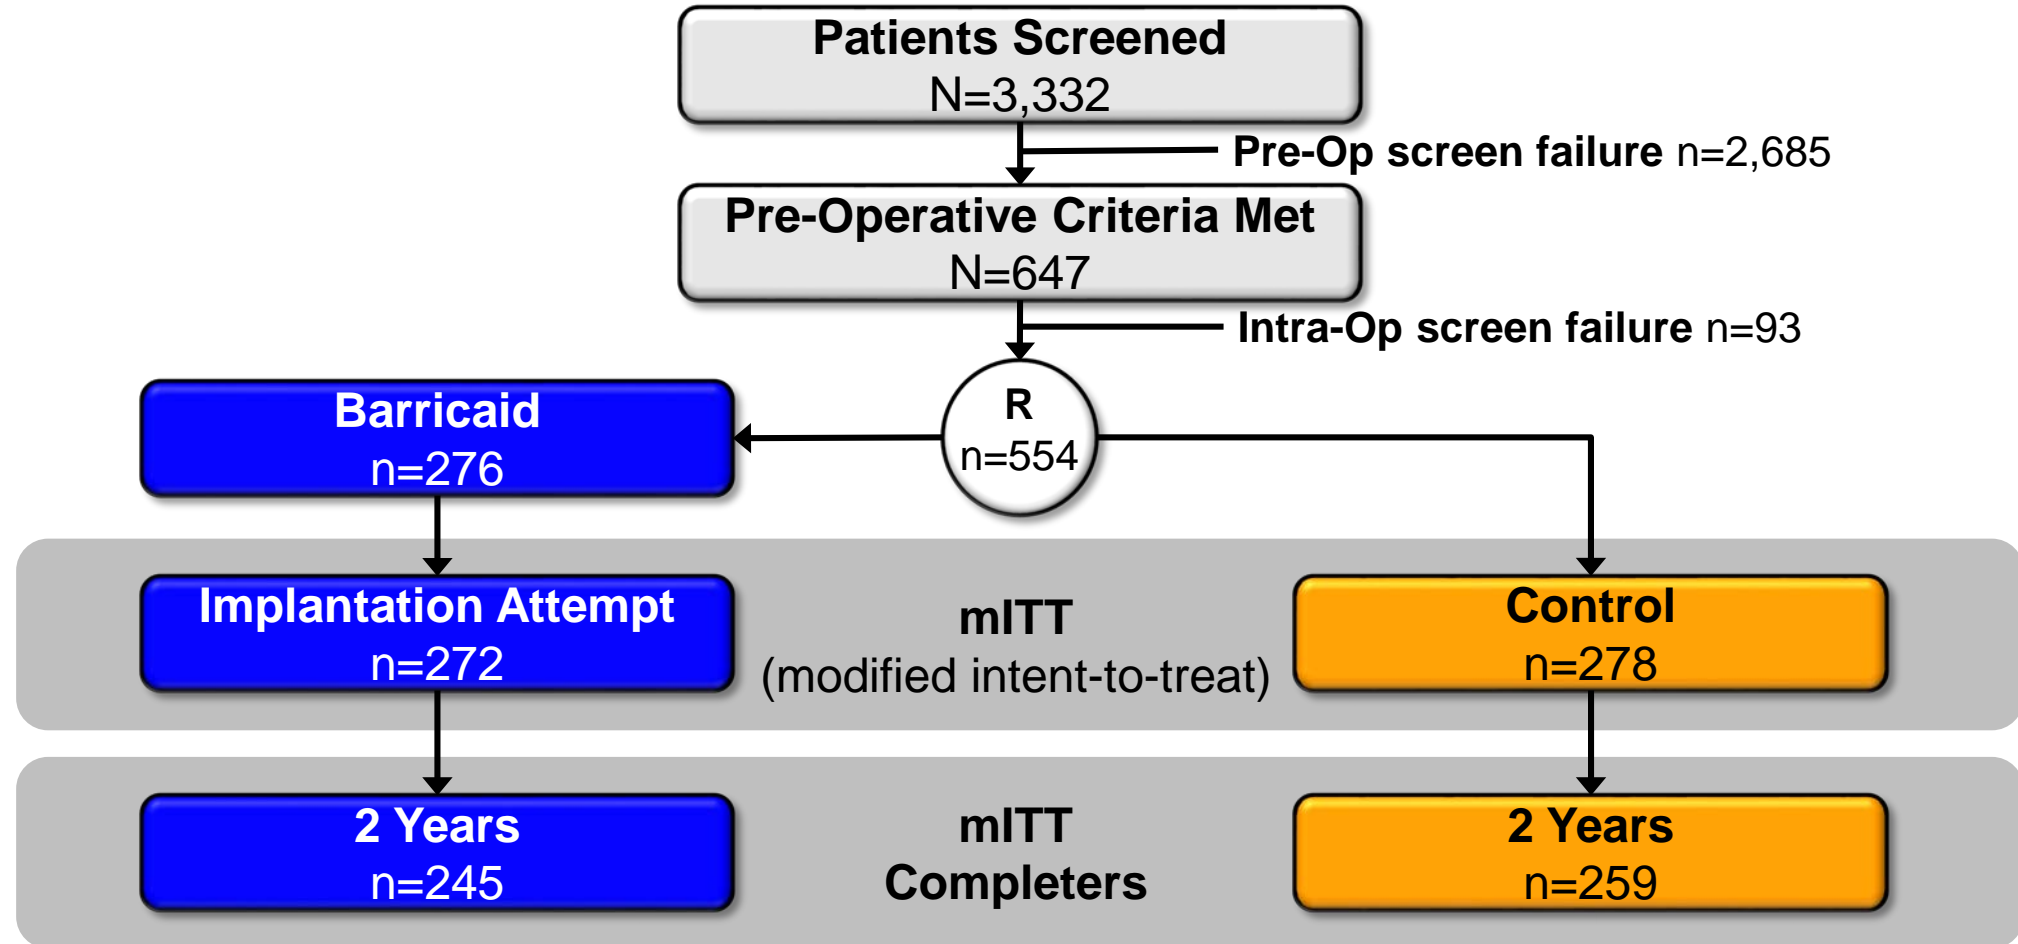 Patients Screened
N=3,332
Pre-Op screen failure n=2,685
Pre-Operative Criteria Met
N=647
Intra-Op screen failure n=93
R
n=554
Barricaid
n=276
Implantation Attempt
n=272
mITT
(modified intent-to-treat)
Control
n=278
2 Years
n=245
mITT
Completers
2 Years
n=259